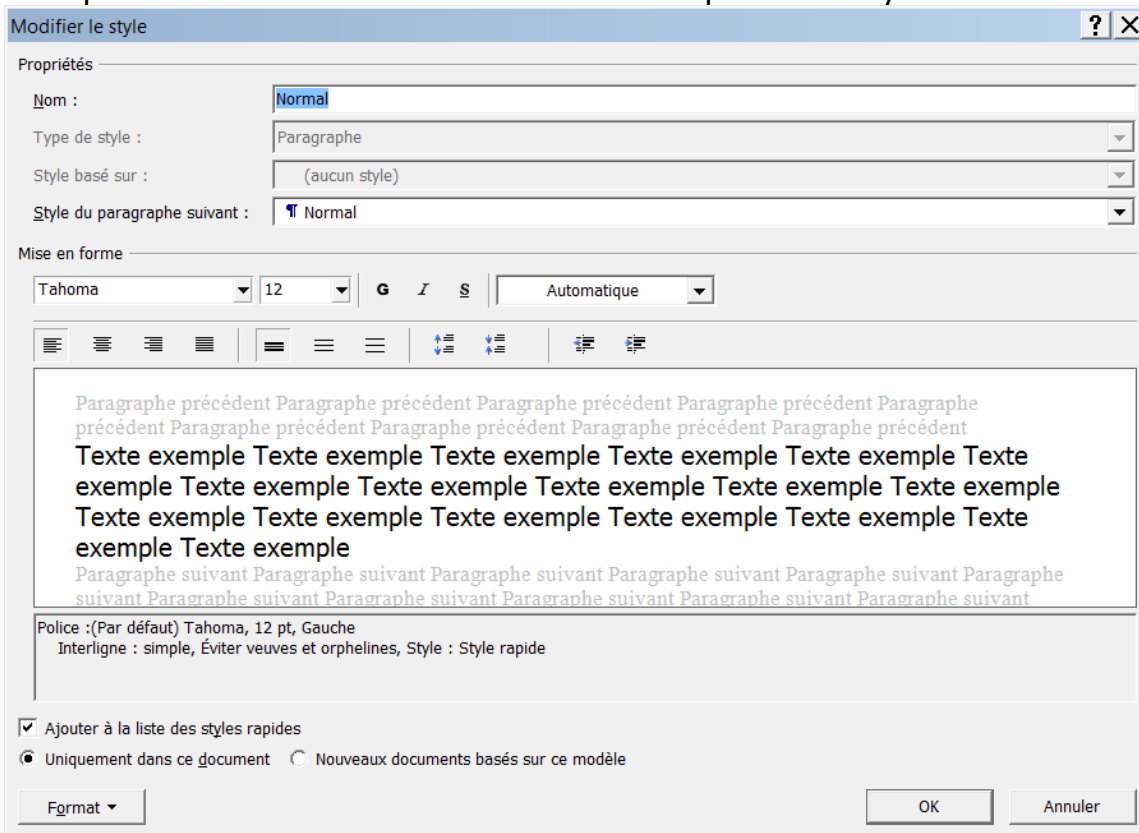 Modifier le style
Propriétés
Nom :
Normal
Type de style :
Paragraphe
Style basé sur :
(aucun style)
Style du paragraphe suivant :
¶ Normal
Mise en forme
Tahoma
12
G I S
Automatique
Paragraphe précédent Paragraphe précédent Paragraphe précédent Paragraphe précédent Paragraphe
précédent Paragraphe précédent Paragraphe précédent Paragraphe précédent Paragraphe précédent
Texte exemple Texte exemple Texte exemple Texte exemple Texte exemple Texte
exemple Texte exemple Texte exemple Texte exemple Texte exemple Texte exemple
Texte exemple Texte exemple Texte exemple Texte exemple Texte exemple Texte
exemple Texte exemple
Paragraphe suivant Paragraphe suivant Paragraphe suivant Paragraphe suivant Paragraphe suivant Paragraphe
suivant Paragraphe suivant Paragraphe suivant Paragraphe suivant Paragraphe suivant Paragraphe suivant
Police :(Par défaut) Tahoma, 12 pt, Gauche
Interligne : simple, Éviter veuves et orphelines, Style : Style rapide
Ajouter à la liste des styles rapides
Uniquement dans ce document
Nouveaux documents basés sur ce modèle
Format
OK
Annuler